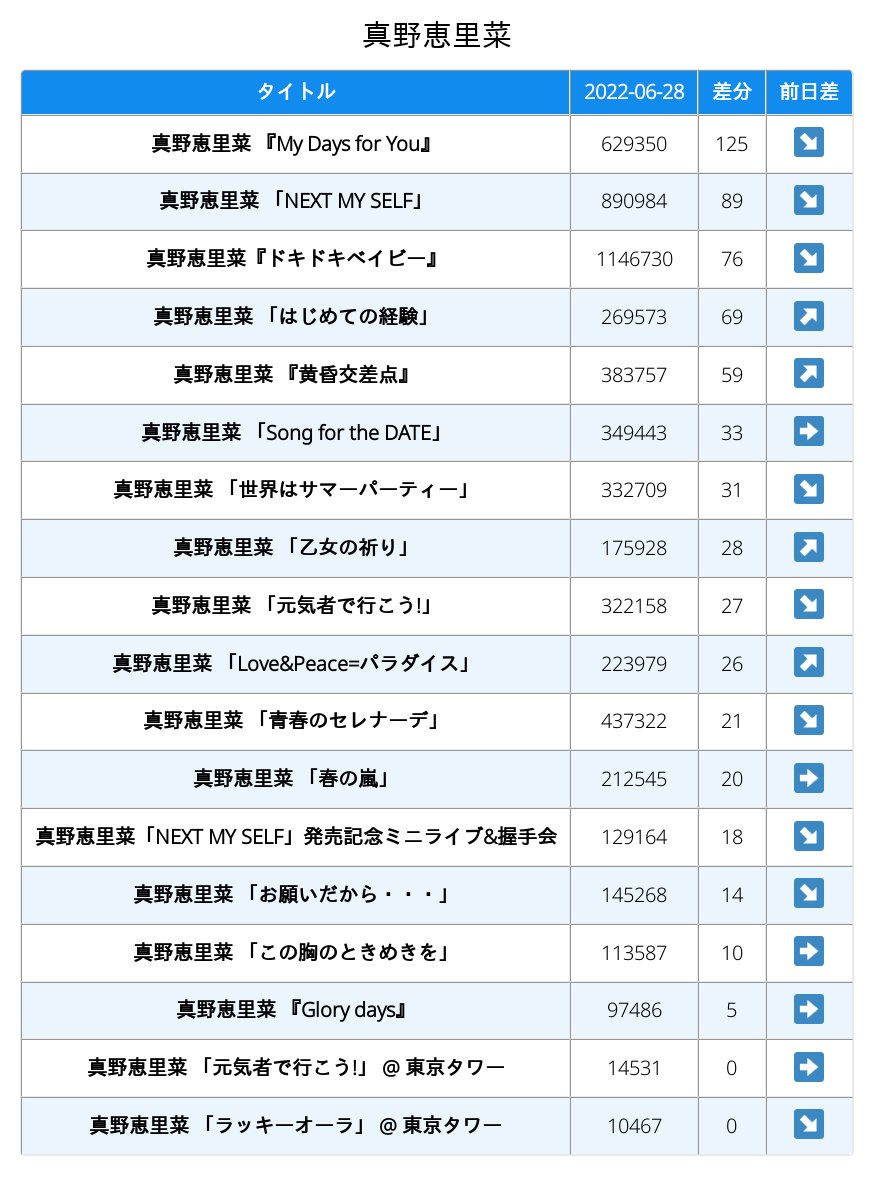 真野恵里菜
タイトル 2022-06-28 差分 前日差
真野恵里菜 『My Days for You』 629350 125 ↘
真野恵里菜 「NEXT MY SELF」 890984 89 ↘
真野恵里菜『ドキドキベイビー』 1146730 76 ↘
真野恵里菜 「はじめての経験」 269573 69 ↗
真野恵里菜 『黄昏交差点』 383757 59 ↗
真野恵里菜 「Song for the DATE」 349443 33 ➡
真野恵里菜 「世界はサマーパーティー」 332709 31 ↘
真野恵里菜 「乙女の祈り」 175928 28 ↗
真野恵里菜 「元気者で行こう!」 322158 27 ↘
真野恵里菜 「Love&Peace=パラダイス」 223979 26 ↗
真野恵里菜 「青春のセレナーデ」 437322 21 ↘
真野恵里菜 「春の嵐」 212545 20 ➡
真野恵里菜「NEXT MY SELF」発売記念ミニライブ&握手会 129164 18 ↘
真野恵里菜 「お願いだから・・・」 145268 14 ↘
真野恵里菜 「この胸のときめきを」 113587 10 ➡
真野恵里菜 『Glory days』 97486 5 ➡
真野恵里菜 「元気者で行こう!」 @ 東京タワー 14531 0 ➡
真野恵里菜 「ラッキーオーラ」 @ 東京タワー 10467 0 ↘